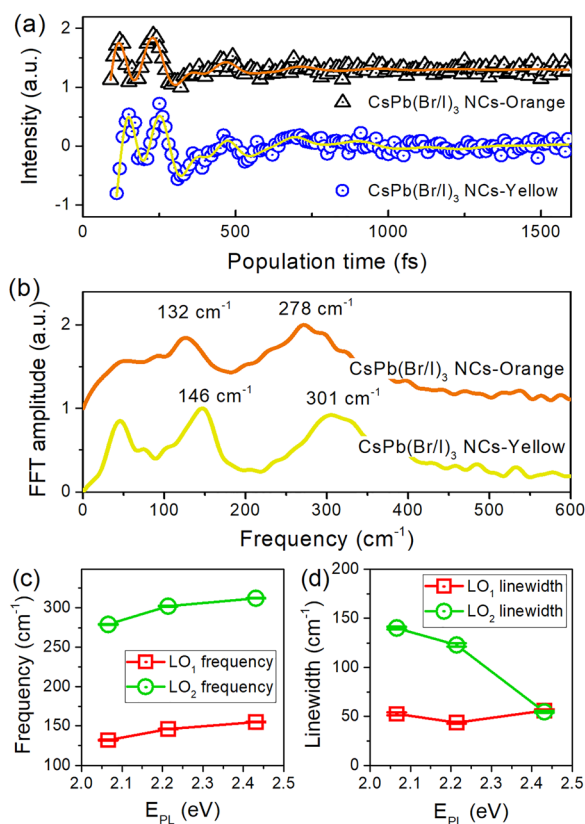 (a)
Intensity (a.u.)
2
1
0
-1
CsPb(Br/I)₃ NCs-Orange
CsPb(Br/I)₃ NCs-Yellow
0 500 1000 1500
Population time (fs)
(b)
FFT amplitude (a.u.)
2
1
0
132 cm⁻¹ 278 cm⁻¹
CsPb(Br/I)₃ NCs-Orange
146 cm⁻¹ 301 cm⁻¹
CsPb(Br/I)₃ NCs-Yellow
0 100 200 300 400 500 600
Frequency (cm⁻¹)
(c)
Frequency (cm⁻¹)
300
250
200
150
100
LO₁ frequency
LO₂ frequency
2.0 2.1 2.2 2.3 2.4 2.5
E_PL (eV)
(d)
Linewidth (cm⁻¹)
200
150
100
50
0
LO₁ linewidth
LO₂ linewidth
2.0 2.1 2.2 2.3 2.4 2.5
E_PL (eV)